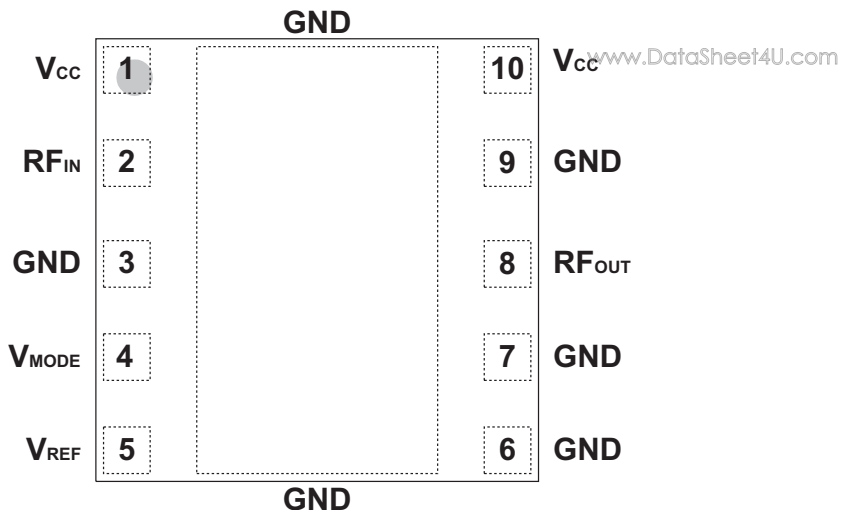 GND
VCC 1 10 VCC www.DataSheet4U.com
RFIN 2 9 GND
GND 3 8 RFOUT
VMODE 4 7 GND
VREF 5 6 GND
GND